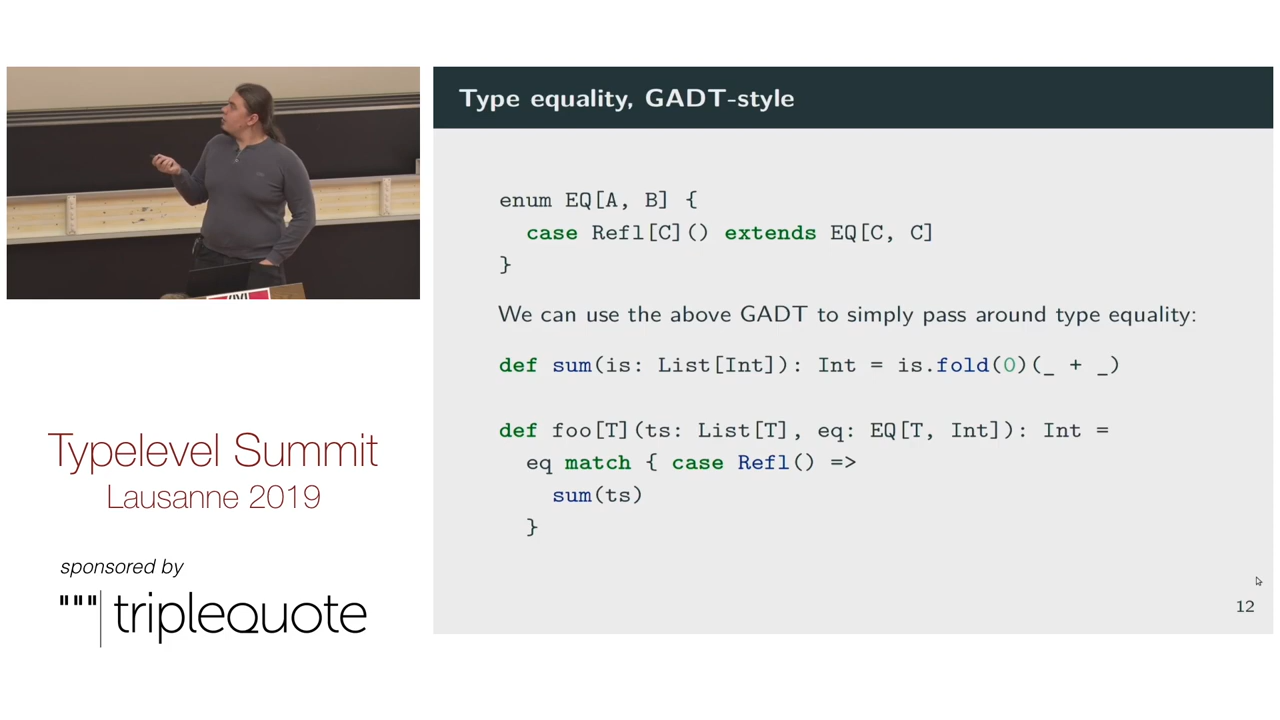 Type equality, GADT-style
enum EQ[A, B] {
case Refl[C]() extends EQ[C, C]
}
We can use the above GADT to simply pass around type equality:
def sum(is: List[Int]): Int = is.fold(0)(_ + _)
def foo[T](ts: List[T], eq: EQ[T, Int]): Int =
eq match { case Refl() =>
sum(ts)
}
12
Typelevel Summit
Lausanne 2019
sponsored by
"""|triplequote